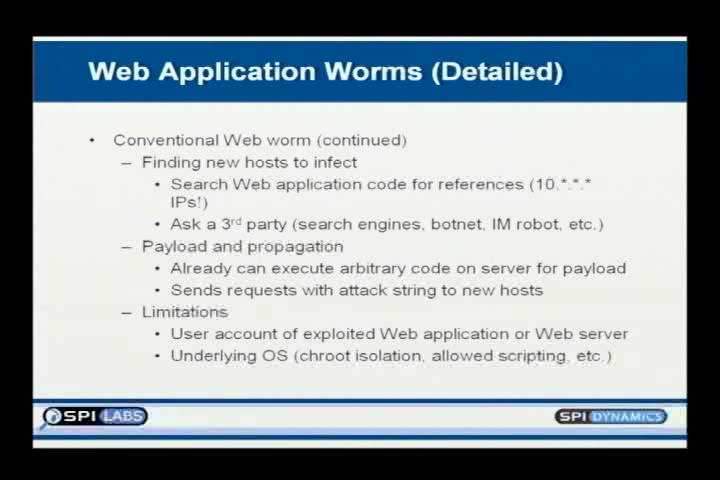 Web Application Worms (Detailed)
• Conventional Web worm (continued)
– Finding new hosts to infect
• Search Web application code for references (10.*.*.*
IPs!)
• Ask a 3rd party (search engines, botnet, IM robot, etc.)
– Payload and propagation
• Already can execute arbitrary code on server for payload
• Sends requests with attack string to new hosts
– Limitations
• User account of exploited Web application or Web server
• Underlying OS (chroot isolation, allowed scripting, etc.)
SPI LABS
SPI DYNAMICS